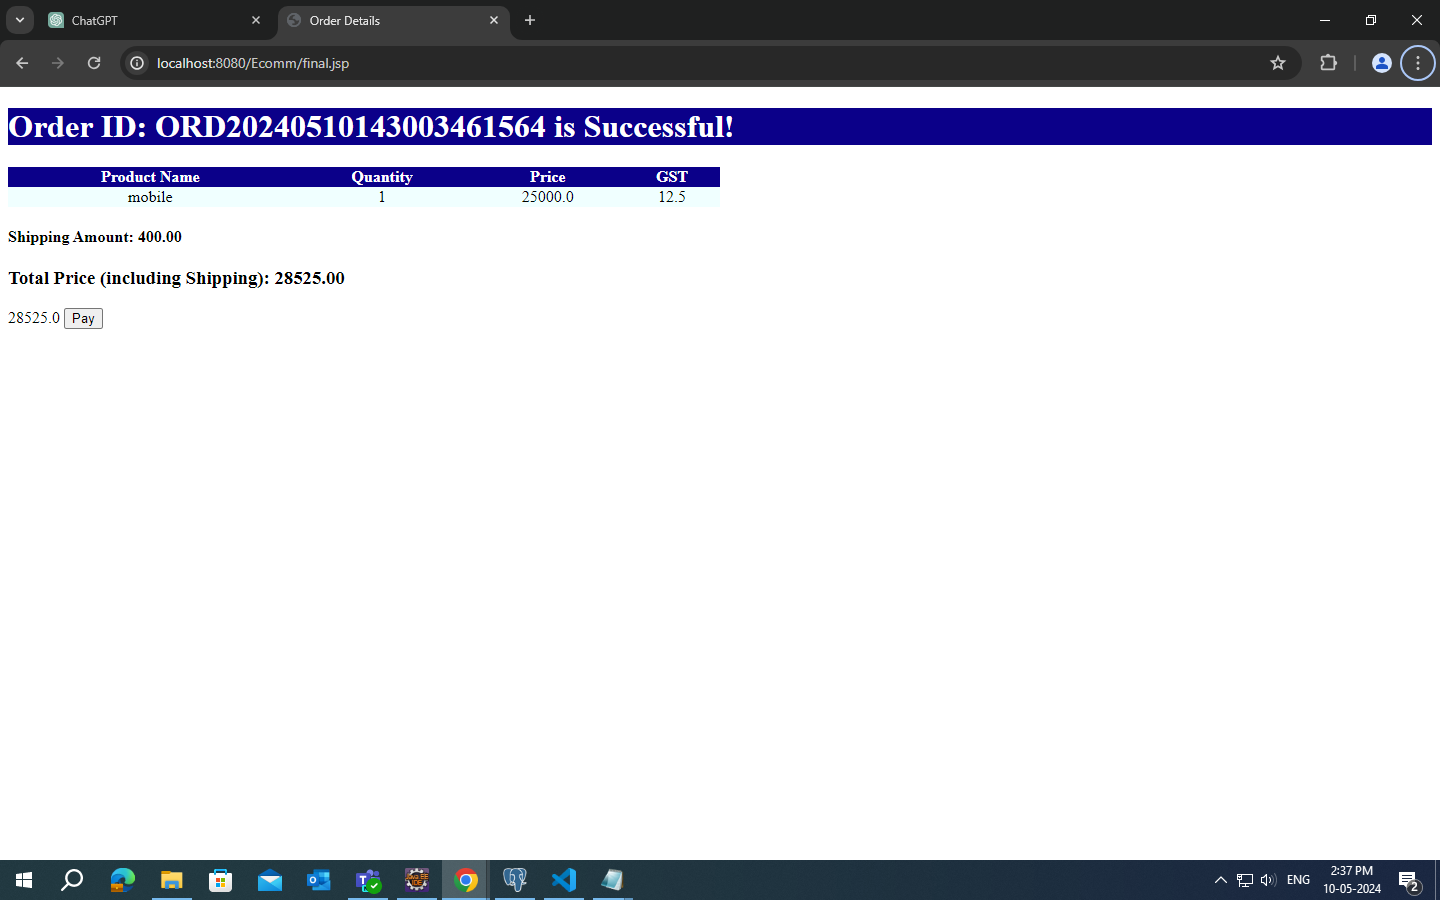 ChatGPT
Order Details
localhost:8080/Ecomm/final.jsp
Order ID: ORD20240510143003461564 is Successful!
Product Name Quantity Price GST
mobile 1 25000.0 12.5
Shipping Amount: 400.00
Total Price (including Shipping): 28525.00
28525.0 Pay
ENG
2:37 PM
10-05-2024
2